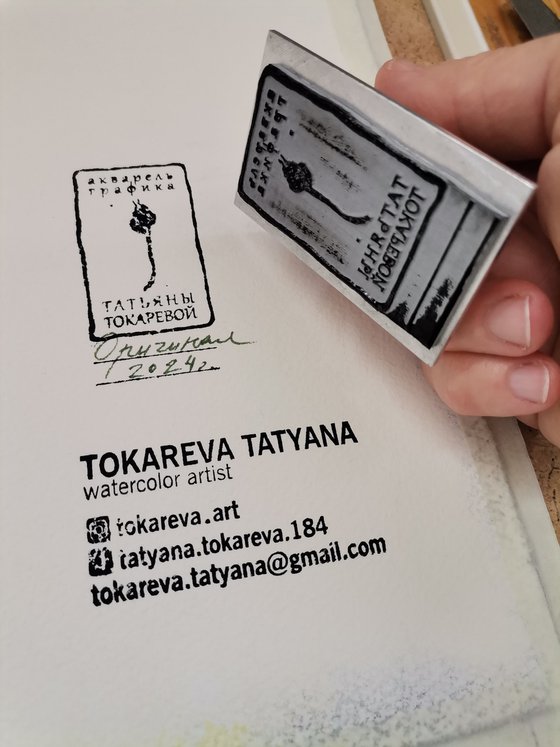 акварель
графика
ТАТЬЯНЫ
ТОКАРЕВОЙ
Оригинал
2024г.
TOKAREVA TATYANA
watercolor artist
tokareva.art
tatyana.tokareva.184
tokareva.tatyana@gmail.com